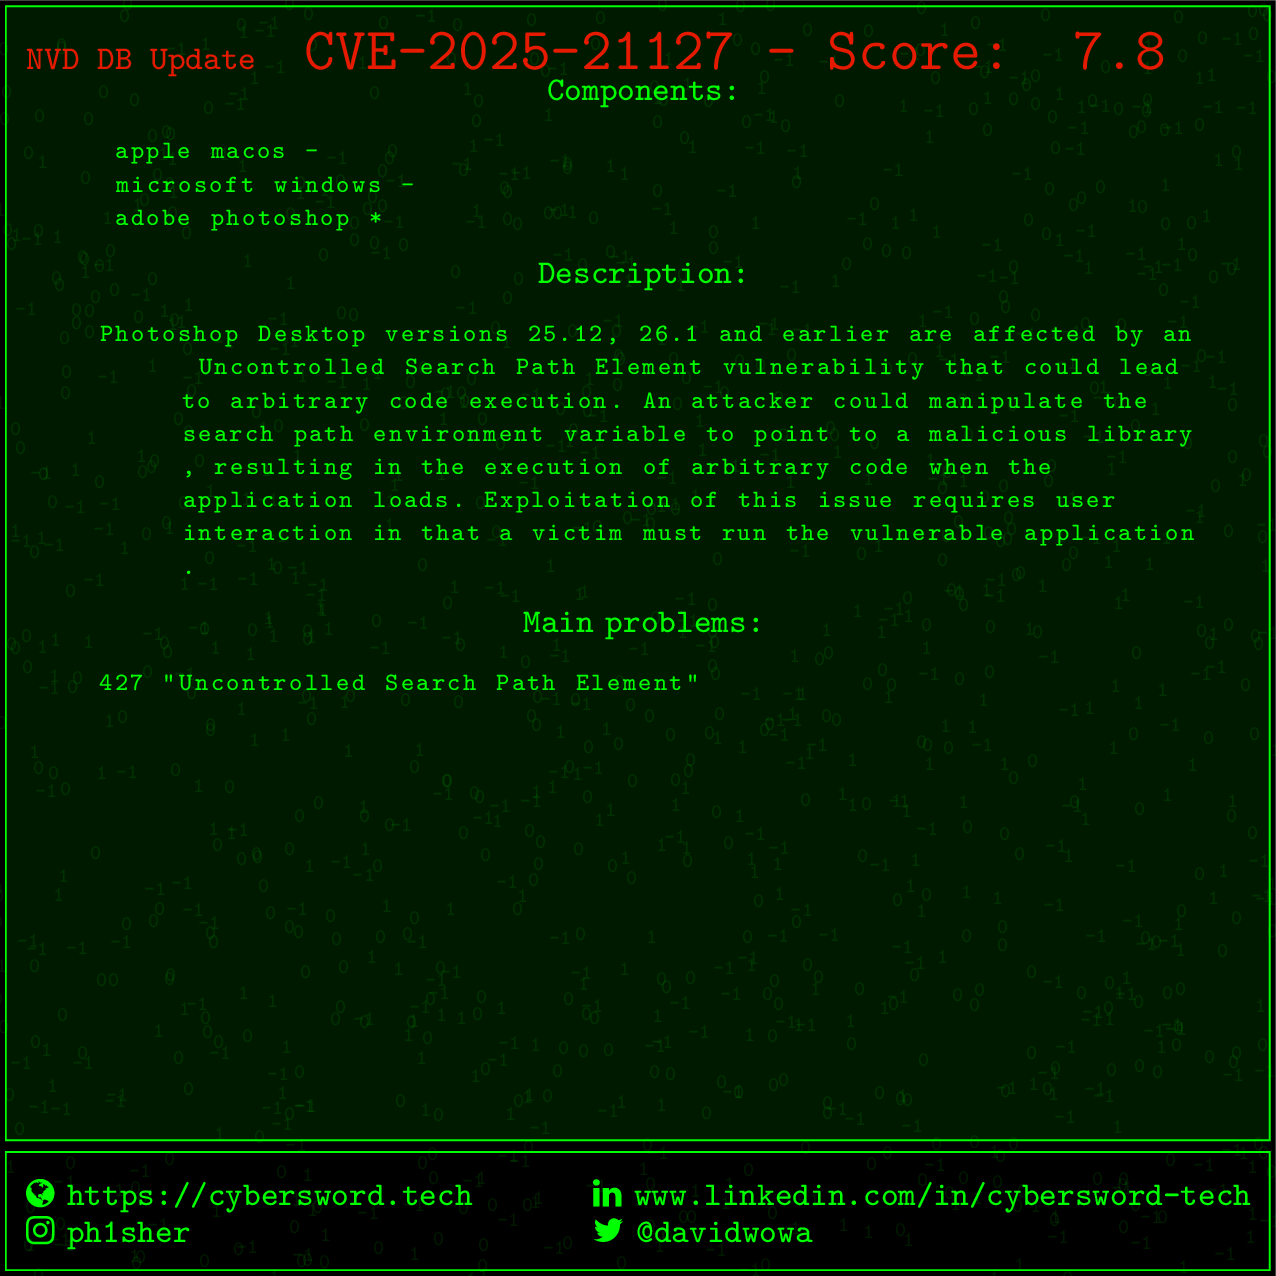 NVD DB Update CVE-2025-21127 - Score: 7.8
Components:
apple macos -
microsoft windows -
adobe photoshop *
Description:
Photoshop Desktop versions 25.12, 26.1 and earlier are affected by an
Uncontrolled Search Path Element vulnerability that could lead
to arbitrary code execution. An attacker could manipulate the
search path environment variable to point to a malicious library
, resulting in the execution of arbitrary code when the
application loads. Exploitation of this issue requires user
interaction in that a victim must run the vulnerable application
.
Main problems:
427 "Uncontrolled Search Path Element"
https://cybersword.tech
www.linkedin.com/in/cybersword-tech
ph1sher
@davidwowa